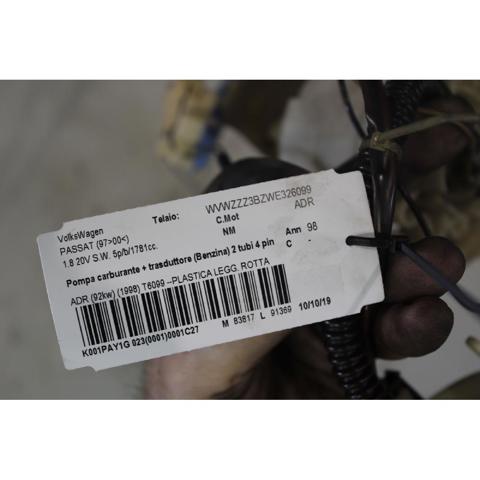 VolksWagen Telaio: WVWZZZ3BZWE326099
PASSAT (97>00<) C.Mot ADR
1.8 20V S.W. 5p/b/1781cc. NM
Pompa carburante + trasduttore (Benzina) 2 tubi 4 pin Ann 98
ADR (92kw) (1998) T6099 --PLASTICA LEGG. ROTTA C -
K001PAY1G 023(0001)0001C27 M 83817 L 91369 10/10/19